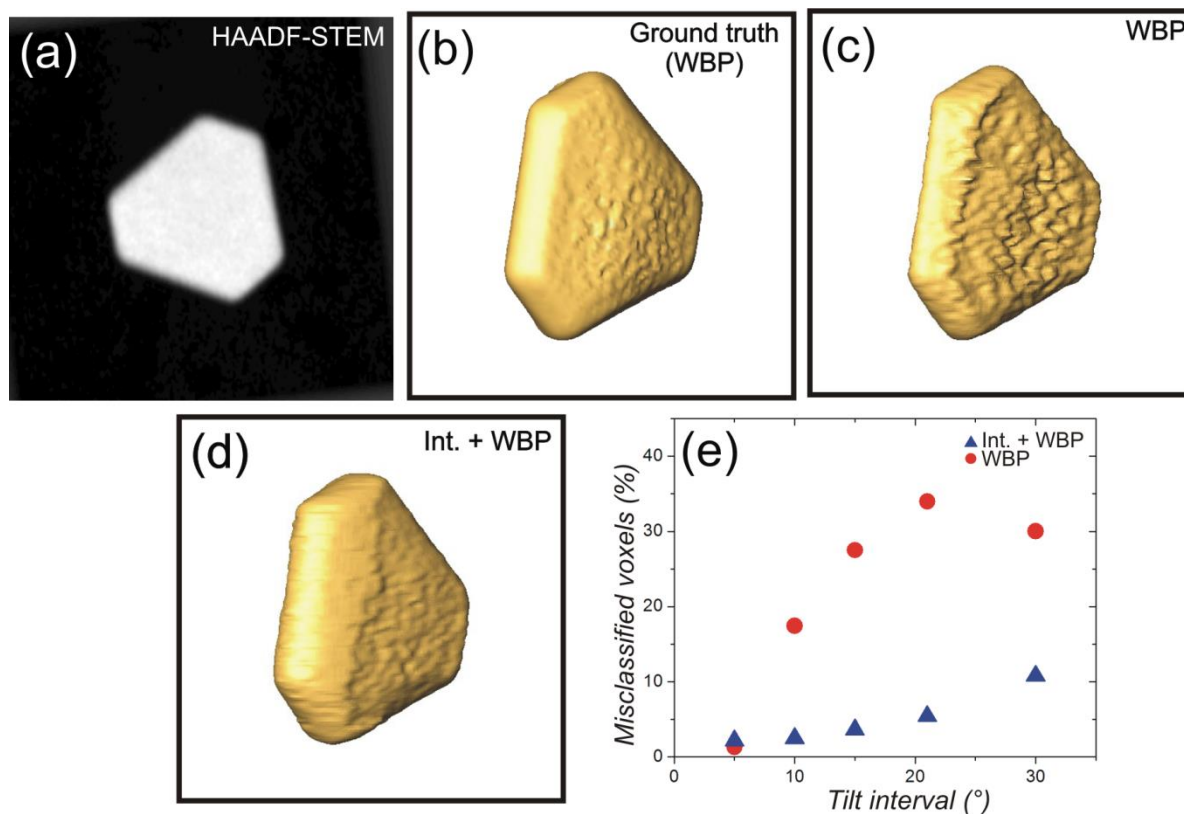 (a)
HAADF-STEM
(b)
Ground truth
(WBP)
(c)
WBP
(d)
Int. + WBP
(e)
Int. + WBP
WBP
Misclassified voxels (%)
40
30
20
10
0
0
10
20
30
Tilt interval (°)